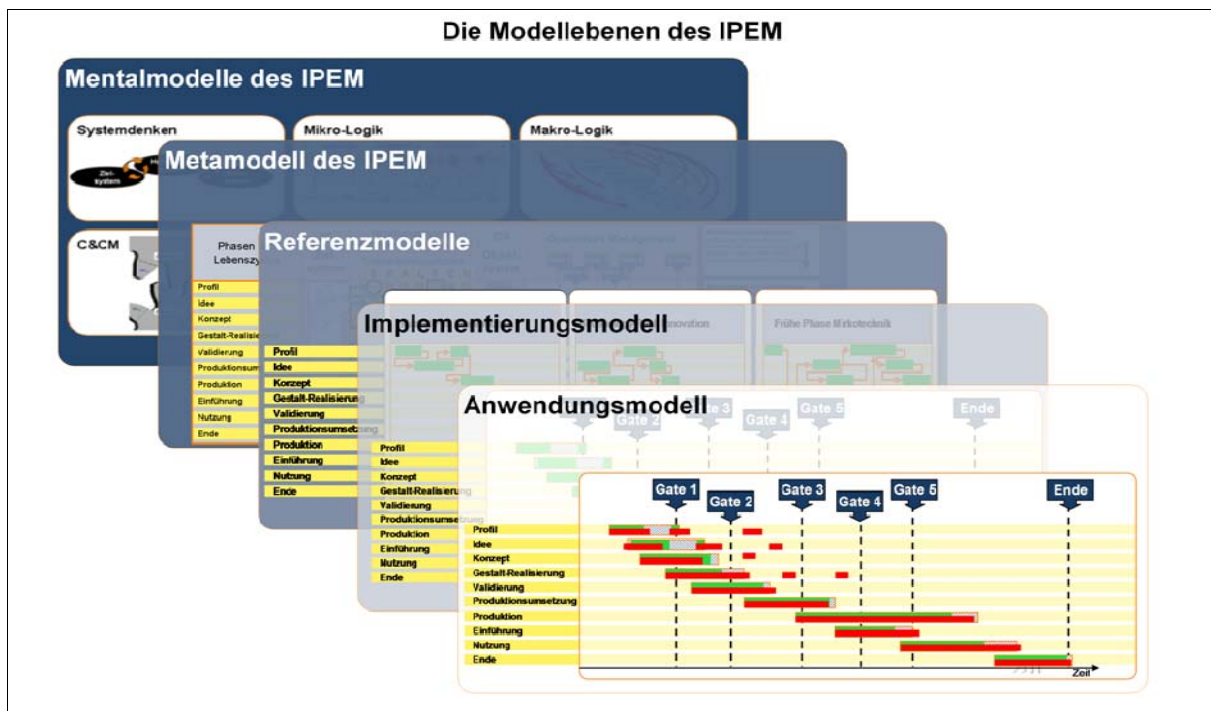 Die Modellebenen des IPEM
Mentalmodelle des IPEM
Systemdenken
Mikro-Logik
Makro-Logik
Ziel-
system
C&CM
Metamodell des IPEM
Phasen
Profil
Idee
Konzept
Validierung
Produktion
Einführung
Nutzung
Ende
Referenzmodelle
Profil
Idee
Konzept
Gestalt-Realisierung
Validierung
Produktionsumsetzung
Produktion
Einführung
Nutzung
Ende
Implementierungsmodell
Frühe Phase Mirkotechnik
Profil
Idee
Konzept
Gestalt-Realisierung
Validierung
Produktionsumsetzung
Produktion
Einführung
Nutzung
Ende
Anwendungsmodell
Gate 2
Gate 4
Gate 5
Ende
Gate 1
Gate 2
Gate 3
Gate 4
Gate 5
Ende
Profil
Idee
Konzept
Gestalt-Realisierung
Validierung
Produktionsumsetzung
Produktion
Einführung
Nutzung
Ende
Zeit